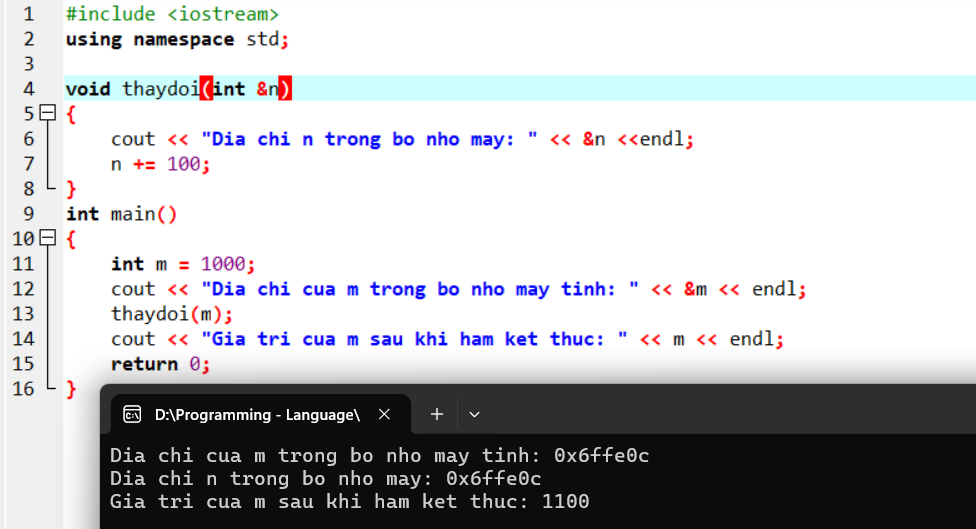 1 #include <iostream>
2 using namespace std;
3
4 void thaydoi(int &n)
5 {
6 cout << "Dia chi n trong bo nho may: " << &n <<endl;
7 n += 100;
8 }
9 int main()
10 {
11 int m = 1000;
12 cout << "Dia chi cua m trong bo nho may tinh: " << &m << endl;
13 thaydoi(m);
14 cout << "Gia tri cua m sau khi ham ket thuc: " << m << endl;
15 return 0;
16 }
D:\Programming - Language\
Dia chi cua m trong bo nho may tinh: 0x6ffe0c
Dia chi n trong bo nho may: 0x6ffe0c
Gia tri cua m sau khi ham ket thuc: 1100